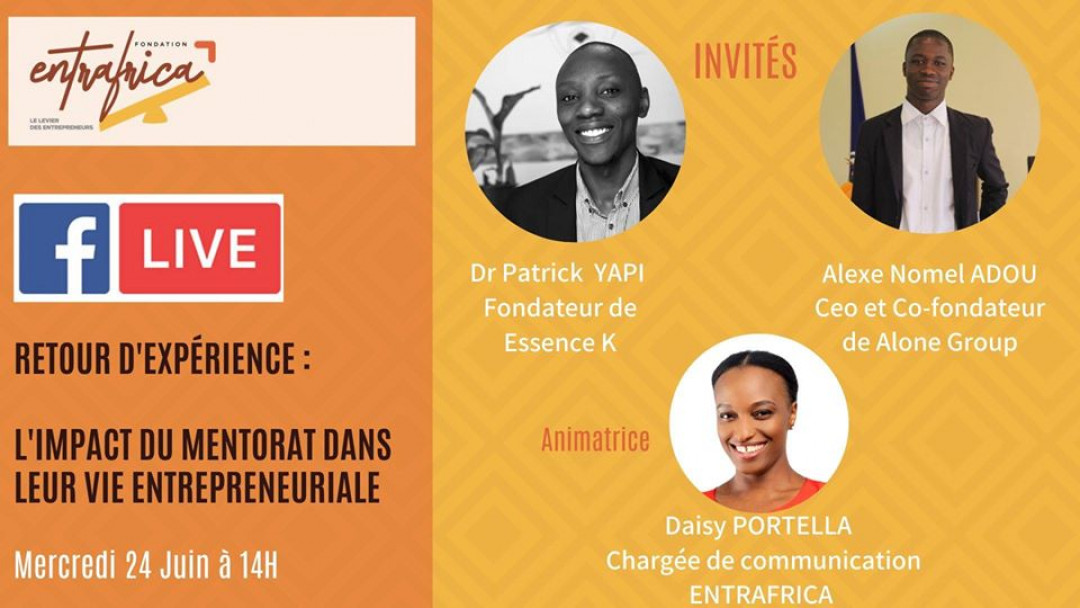 FONDATION
entrafrica
LE LEVIER
DES ENTREPRENEURS
f LIVE
RETOUR D'EXPÉRIENCE :
L'IMPACT DU MENTORAT DANS
LEUR VIE ENTREPRENEURIALE
Mercredi 24 Juin à 14H
INVITÉS
Dr Patrick YAPI
Fondateur de
Essence K
Alexe Nomel ADOU
Ceo et Co-fondateur
de Alone Group
Animatrice
Daisy PORTELLA
Chargée de communication
ENTRAFRICA